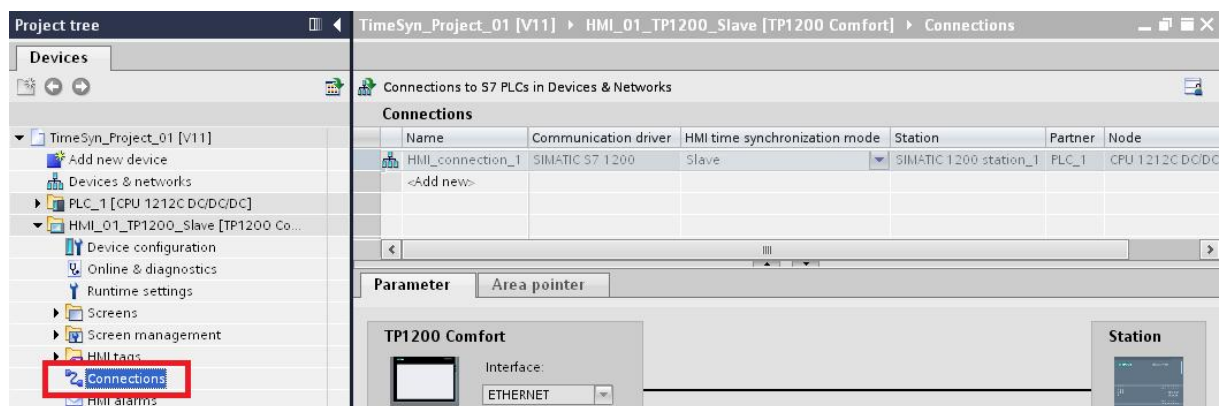 Project tree
TimeSyn_Project_01 [V11] ▸ HMI_01_TP1200_Slave [TP1200 Comfort] ▸ Connections
Devices
Connections to S7 PLCs in Devices & Networks
Connections
Name Communication driver HMI time synchronization mode Station Partner Node
HMI_connection_1 SIMATIC S7 1200 Slave SIMATIC 1200 station_1 PLC_1 CPU 1212C DC/DC
<Add new>
TimeSyn_Project_01 [V11]
Add new device
Devices & networks
PLC_1 [CPU 1212C DC/DC/DC]
HMI_01_TP1200_Slave [TP1200 Co...
Device configuration
Online & diagnostics
Runtime settings
Screens
Screen management
HMI tags
Connections
HMI alarms
Parameter Area pointer
TP1200 Comfort
Station
Interface:
ETHERNET